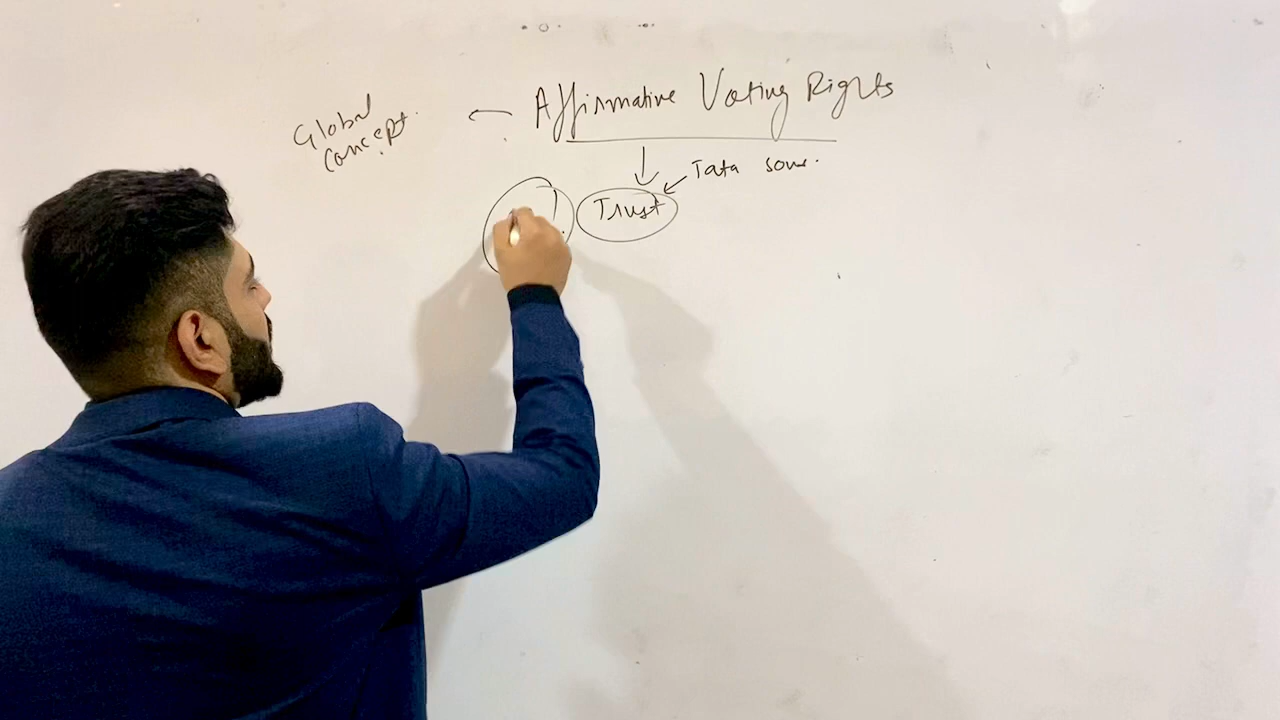 Affirmative Voting Rights
Global
Concept.
Tata sons.
Trust